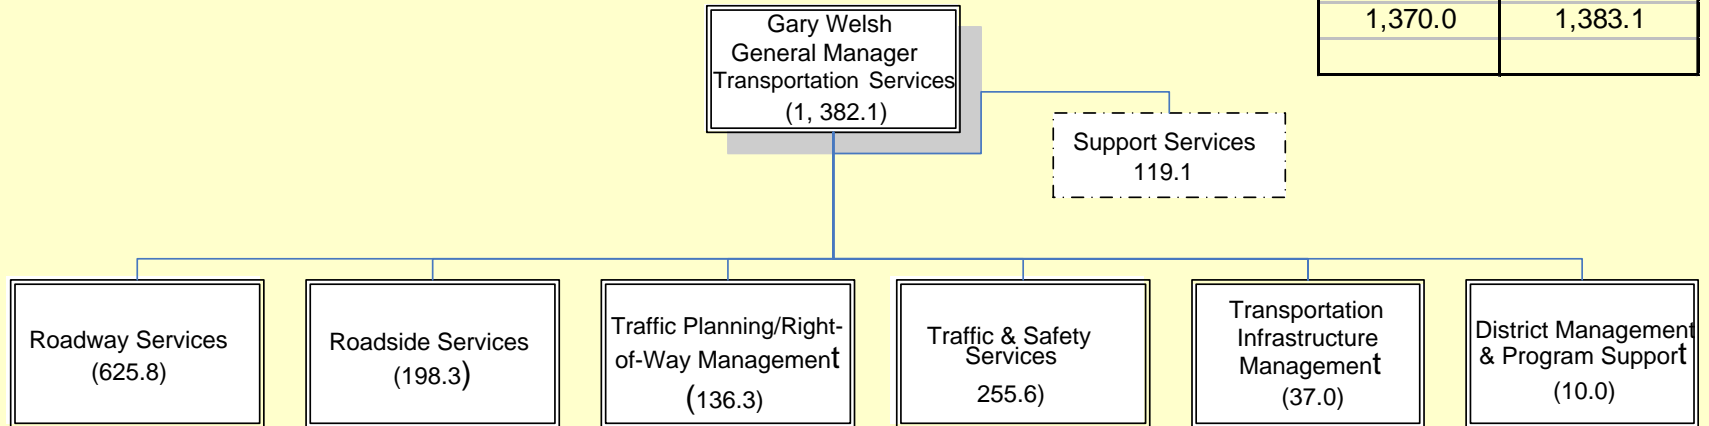 1,370.0 1,383.1
Gary Welsh
General Manager
Transportation Services
(1, 382.1)
Support Services
119.1
Roadway Services
(625.8)
Roadside Services
(198.3)
Traffic Planning/Right-
of-Way Management
(136.3)
Traffic & Safety
Services
255.6)
Transportation
Infrastructure
Management
(37.0)
District Management
& Program Support
(10.0)